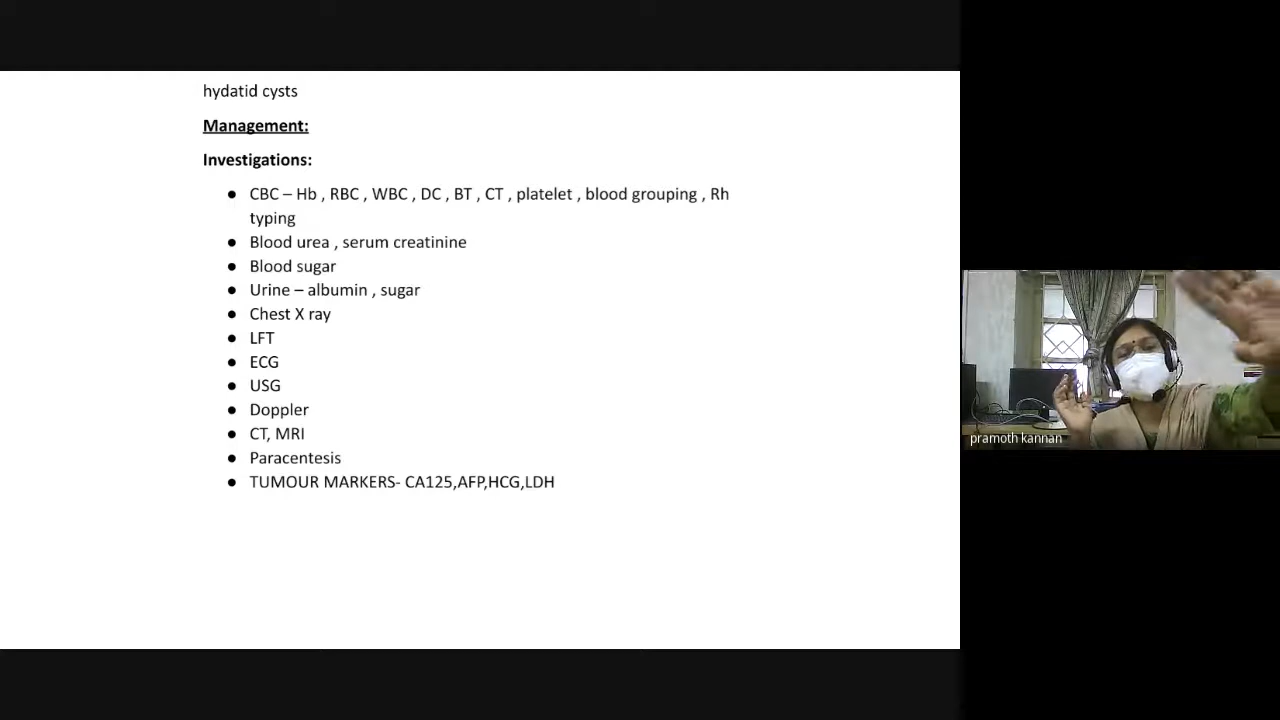 hydatid cysts
Management:
Investigations:
● CBC – Hb , RBC , WBC , DC , BT , CT , platelet , blood grouping , Rh
typing
● Blood urea , serum creatinine
● Blood sugar
● Urine – albumin , sugar
● Chest X ray
● LFT
● ECG
● USG
● Doppler
● CT, MRI
● Paracentesis
● TUMOUR MARKERS- CA125,AFP,HCG,LDH
pramoth kannan